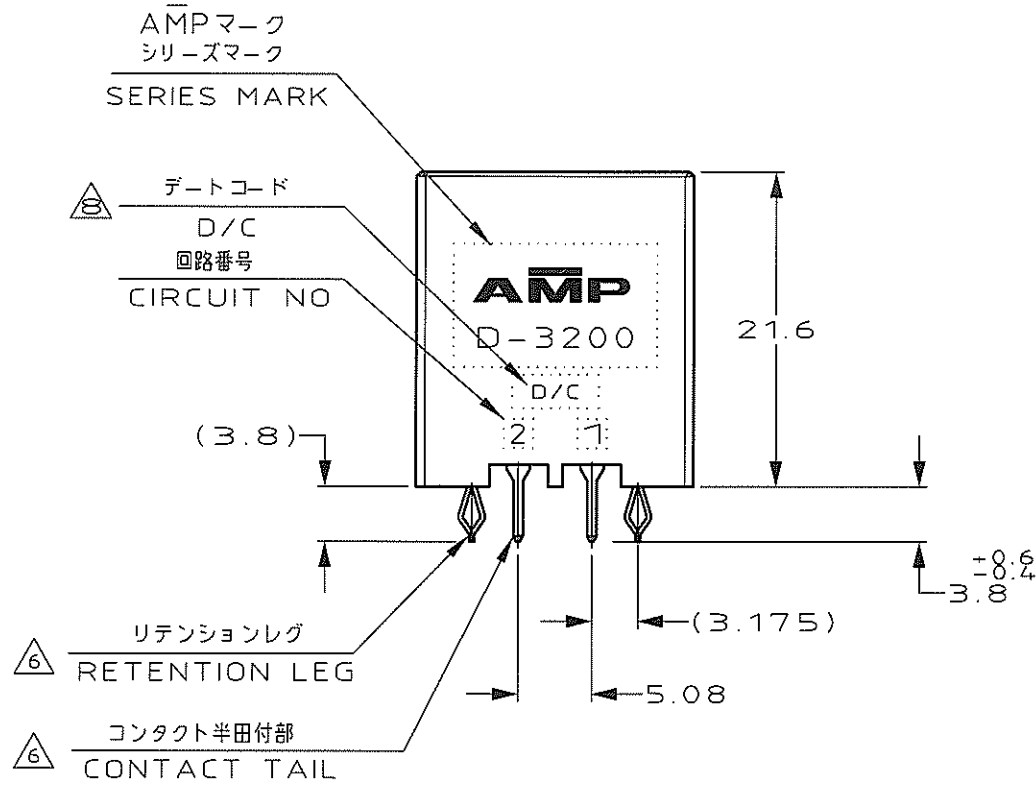 AMPマーク
シリーズマーク
SERIES MARK
8
デートコード
D/C
回路番号
CIRCUIT NO
AMP
D-3200
D/C
2 1
21.6
(3.8)
+0.6
-0.4
3.8
(3.175)
5.08
6
リテンションレグ
RETENTION LEG
6
コンタクト半田付部
CONTACT TAIL